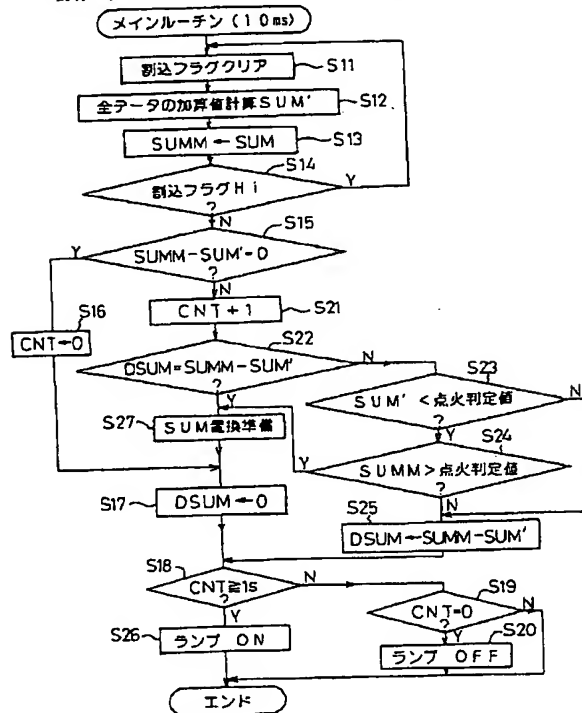 メインルーチン(10ms)
割込フラグクリア
S11
全データの加算値計算SUM'
S12
SUMM←SUM
S13
S14
割込フラグHi
?
Y
N
S15
Y
SUMM-SUM'=0
?
N
S16
CNT←0
CNT+1
S21
S22
DSUM=SUMM-SUM'
?
N
Y
S23
SUM'<点火判定値
?
N
Y
S27
SUM置換準備
S24
Y
SUMM>点火判定値
?
N
S17
DSUM←0
S25
DSUM←SUMM-SUM'
S18
CNT≧1s
?
N
Y
S19
CNT=0
?
N
Y
S26
ランプ ON
S20
ランプ OFF
エンド